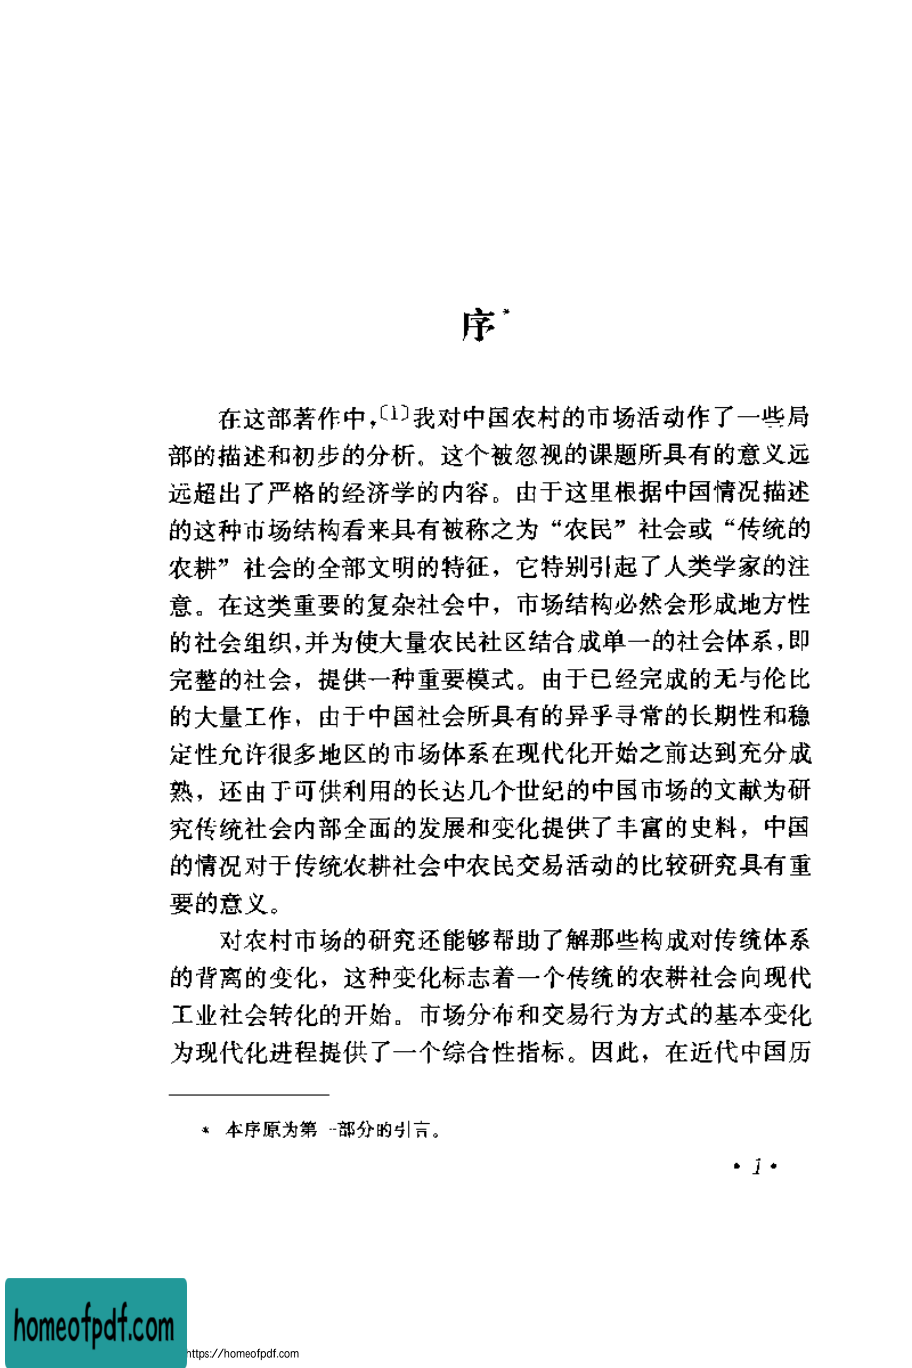 序*
在这部著作中,〔1〕我对中国农村的市场活动作了一些局
部的描述和初步的分析。这个被忽视的课题所具有的意义远
远超出了严格的经济学的内容。由于这里根据中国情况描述
的这种市场结构看来具有被称之为“农民”社会或“传统的
农耕”社会的全部文明的特征，它特别引起了人类学家的注
意。在这类重要的复杂社会中，市场结构必然会形成地方性
的社会组织,并为使大量农民社区结合成单一的社会体系,即
完整的社会，提供一种重要模式。由于已经完成的无与伦比
的大量工作，由于中国社会所具有的异乎寻常的长期性和稳
定性允许很多地区的市场体系在现代化开始之前达到充分成
熟，还由于可供利用的长达几个世纪的中国市场的文献为研
究传统社会内部全面的发展和变化提供了丰富的史料，中国
的情况对于传统农耕社会中农民交易活动的比较研究具有重
要的意义。
对农村市场的研究还能够帮助了解那些构成对传统体系
的背离的变化，这种变化标志着一个传统的农耕社会向现代
工业社会转化的开始。市场分布和交易行为方式的基本变化
为现代化进程提供了一个综合性指标。因此，在近代中国历
* 本序原为第一部分的引言。
• 1 •
homeofpdf.com
https://homeofpdf.com